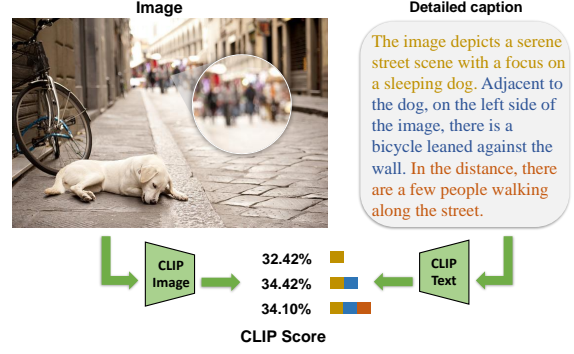 Image
Detailed caption
The image depicts a serene
street scene with a focus on
a sleeping dog. Adjacent to
the dog, on the left side of
the image, there is a
bicycle leaned against the
wall. In the distance, there
are a few people walking
along the street.
CLIP
Image
32.42%
34.42%
34.10%
CLIP
Text
CLIP Score